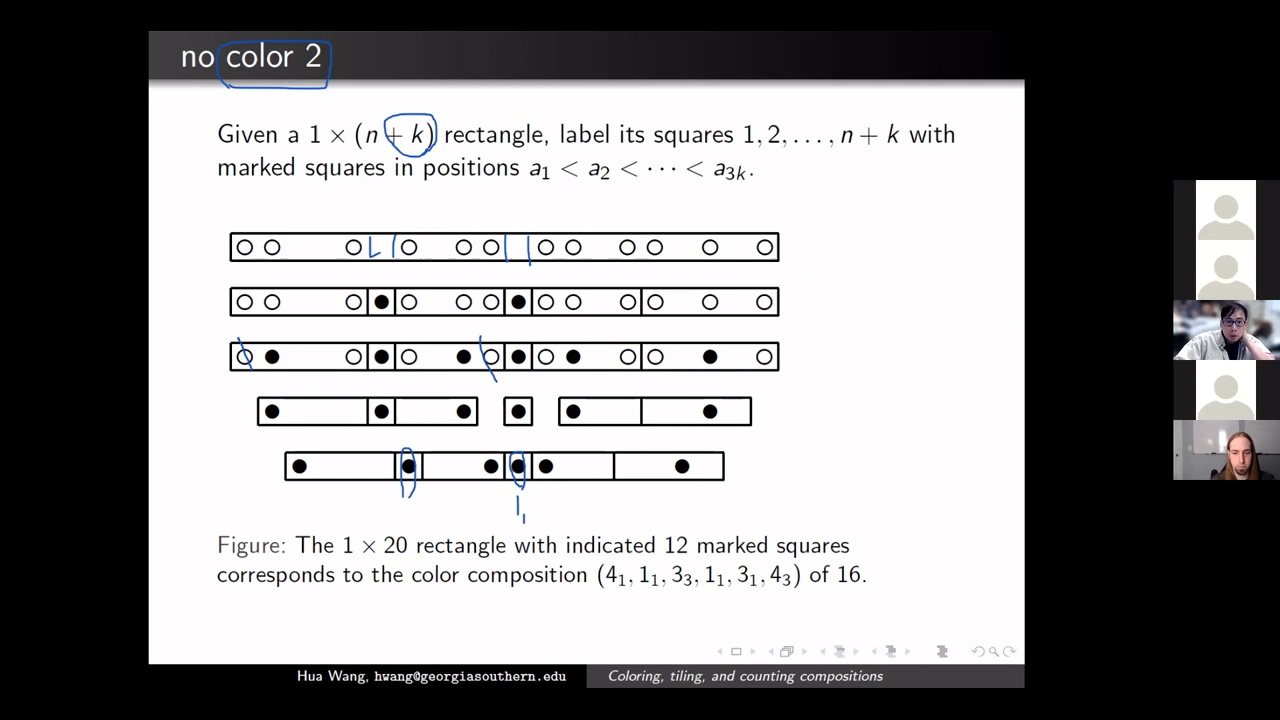 no color 2
Given a 1 × (n + k) rectangle, label its squares 1, 2, . . . , n + k with
marked squares in positions a₁ < a₂ < · · · < a₃ₖ.
1,
Figure: The 1 × 20 rectangle with indicated 12 marked squares
corresponds to the color composition (4₁, 1₁, 3₃, 1₁, 3₁, 4₃) of 16.
Hua Wang, hwang@georgiasouthern.edu
Coloring, tiling, and counting compositions